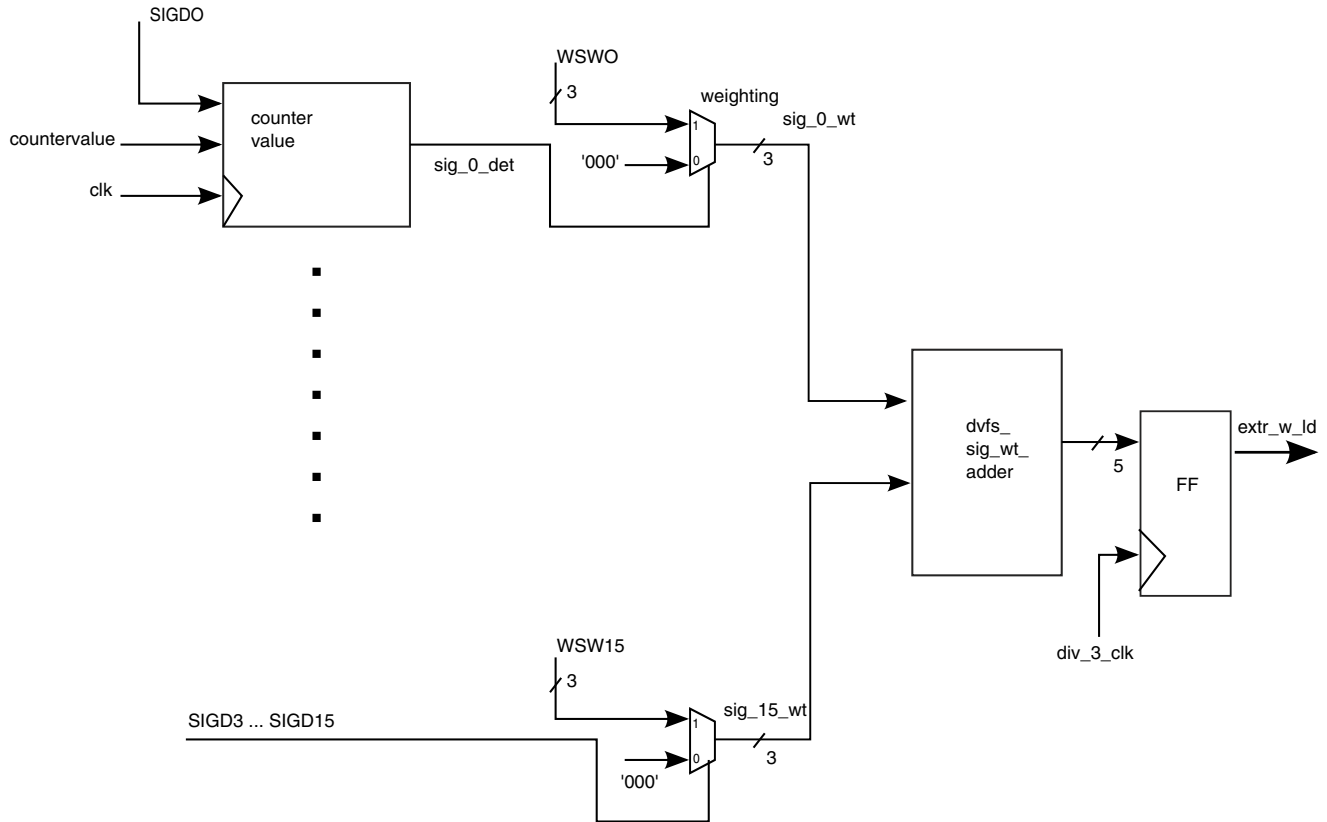 SIGDO
countervalue
clk
counter
value
sig_0_det
WSWO
3
'000'
weighting
1
0
sig_0_wt
3
dvfs_
sig_wt_
adder
5
FF
extr_w_ld
div_3_clk
WSW15
3
SIGD3 ... SIGD15
'000'
1
0
sig_15_wt
3